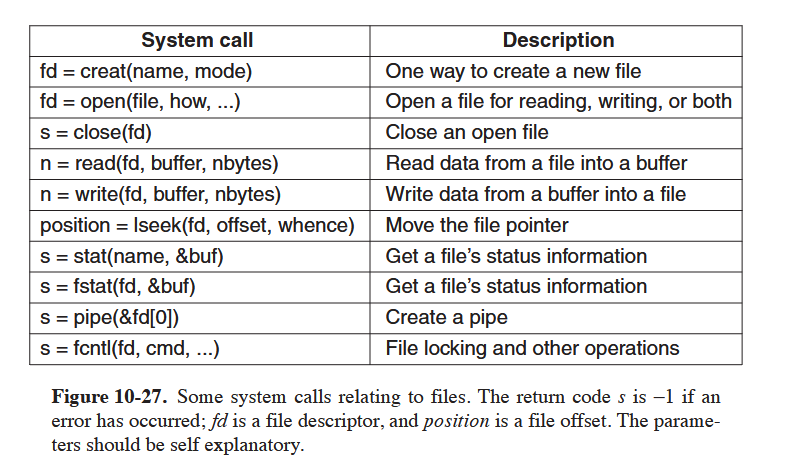 System call Description
fd = creat(name, mode) One way to create a new file
fd = open(file, how, ...) Open a file for reading, writing, or both
s = close(fd) Close an open file
n = read(fd, buffer, nbytes) Read data from a file into a buffer
n = write(fd, buffer, nbytes) Write data from a buffer into a file
position = lseek(fd, offset, whence) Move the file pointer
s = stat(name, &buf) Get a file's status information
s = fstat(fd, &buf) Get a file's status information
s = pipe(&fd[0]) Create a pipe
s = fcntl(fd, cmd, ...) File locking and other operations
Figure 10-27. Some system calls relating to files. The return code s is −1 if an
error has occurred; fd is a file descriptor, and position is a file offset. The parame-
ters should be self explanatory.